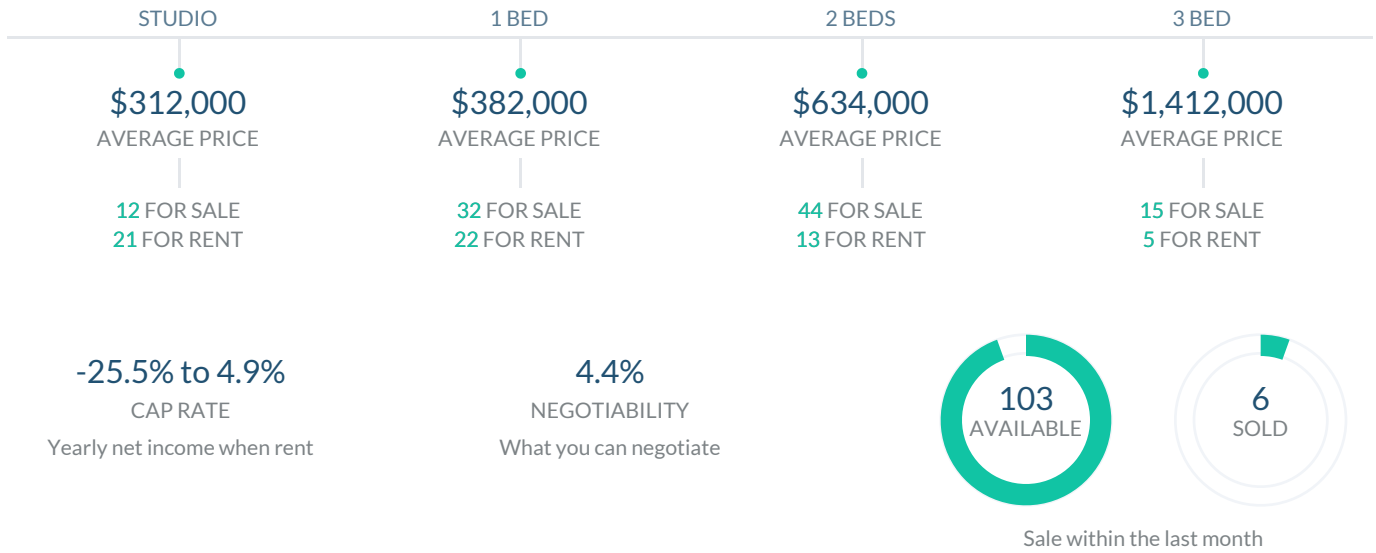 STUDIO
1 BED
2 BEDS
3 BED
$312,000
$382,000
$634,000
$1,412,000
AVERAGE PRICE
AVERAGE PRICE
AVERAGE PRICE
AVERAGE PRICE
12 FOR SALE
32 FOR SALE
44 FOR SALE
15 FOR SALE
21 FOR RENT
22 FOR RENT
13 FOR RENT
5 FOR RENT
-25.5% to 4.9%
CAP RATE
Yearly net income when rent
4.4%
NEGOTIABILITY
What you can negotiate
103
AVAILABLE
6
SOLD
Sale within the last month